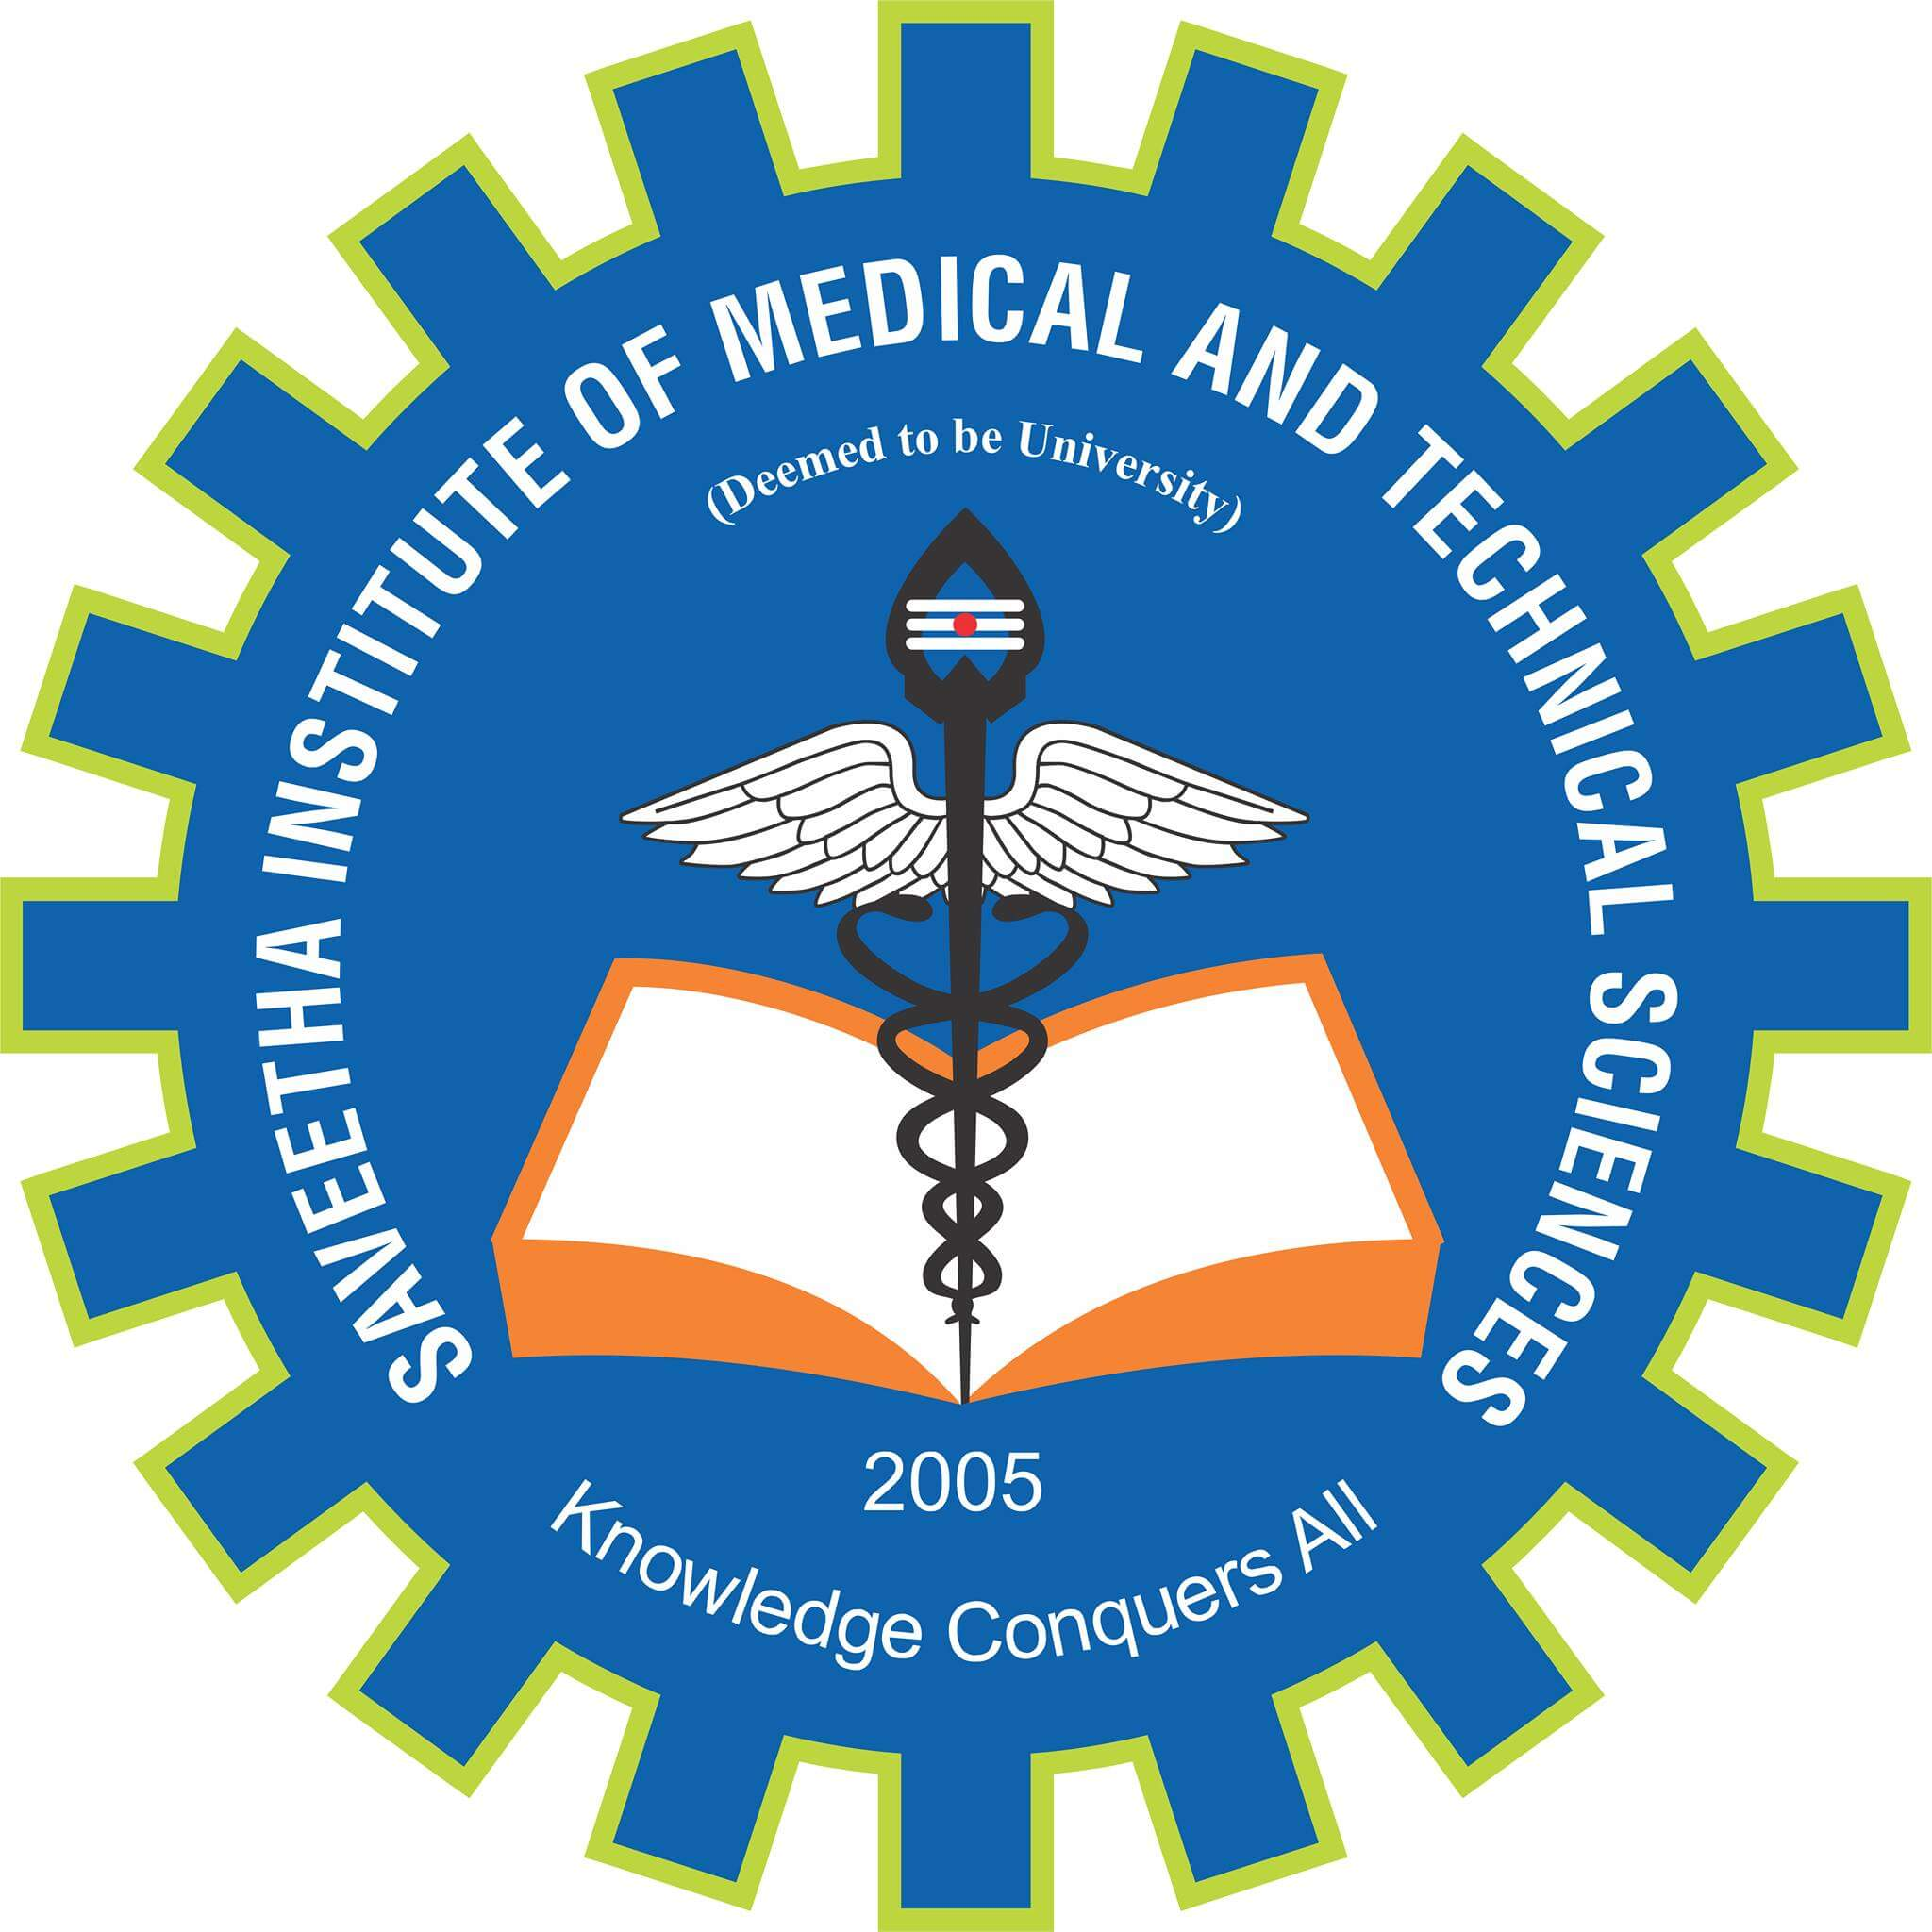 SAVEETHA INSTITUTE OF MEDICAL AND TECHNICAL SCIENCES
(Deemed to be University)
2005
Knowledge Conquers All